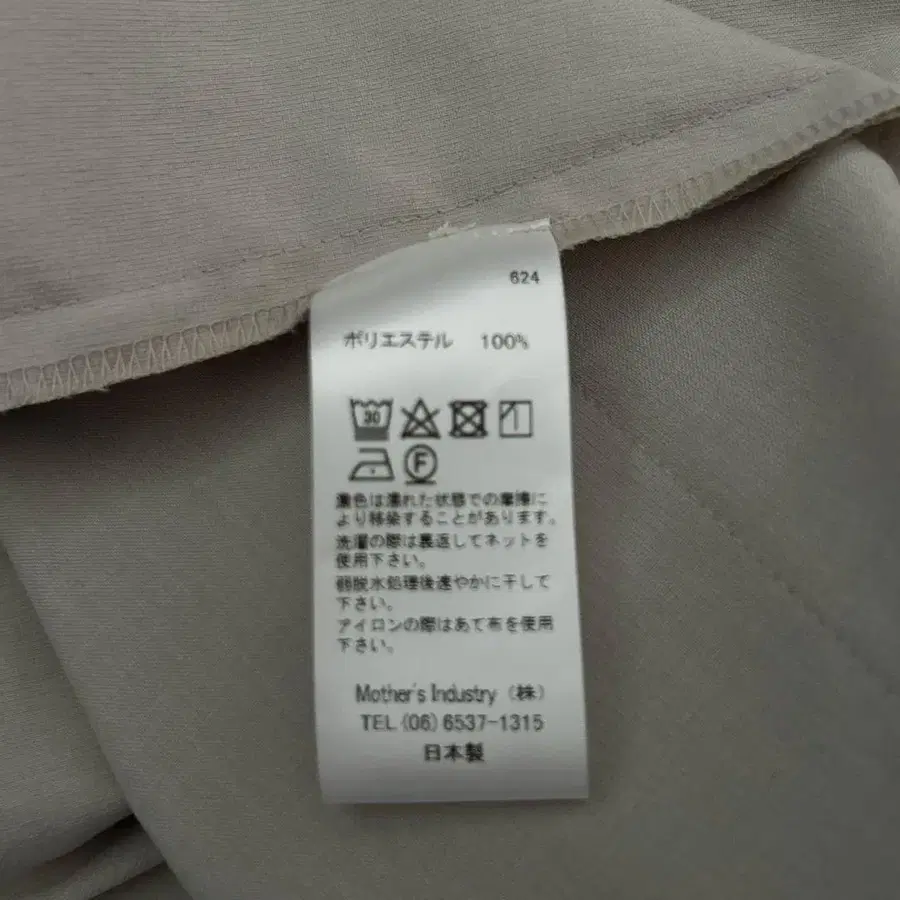 624
ポリエステル 100%
30
F
濃色は濡れた状態での摩擦に
より移染することがあります。
洗濯の際は裏返してネットを
使用下さい。
弱脱水処理後速やかに干して
下さい。
アイロンの際はあて布を使用
下さい。
Mother's Industry (株)
TEL (06) 6537-1315
日本製